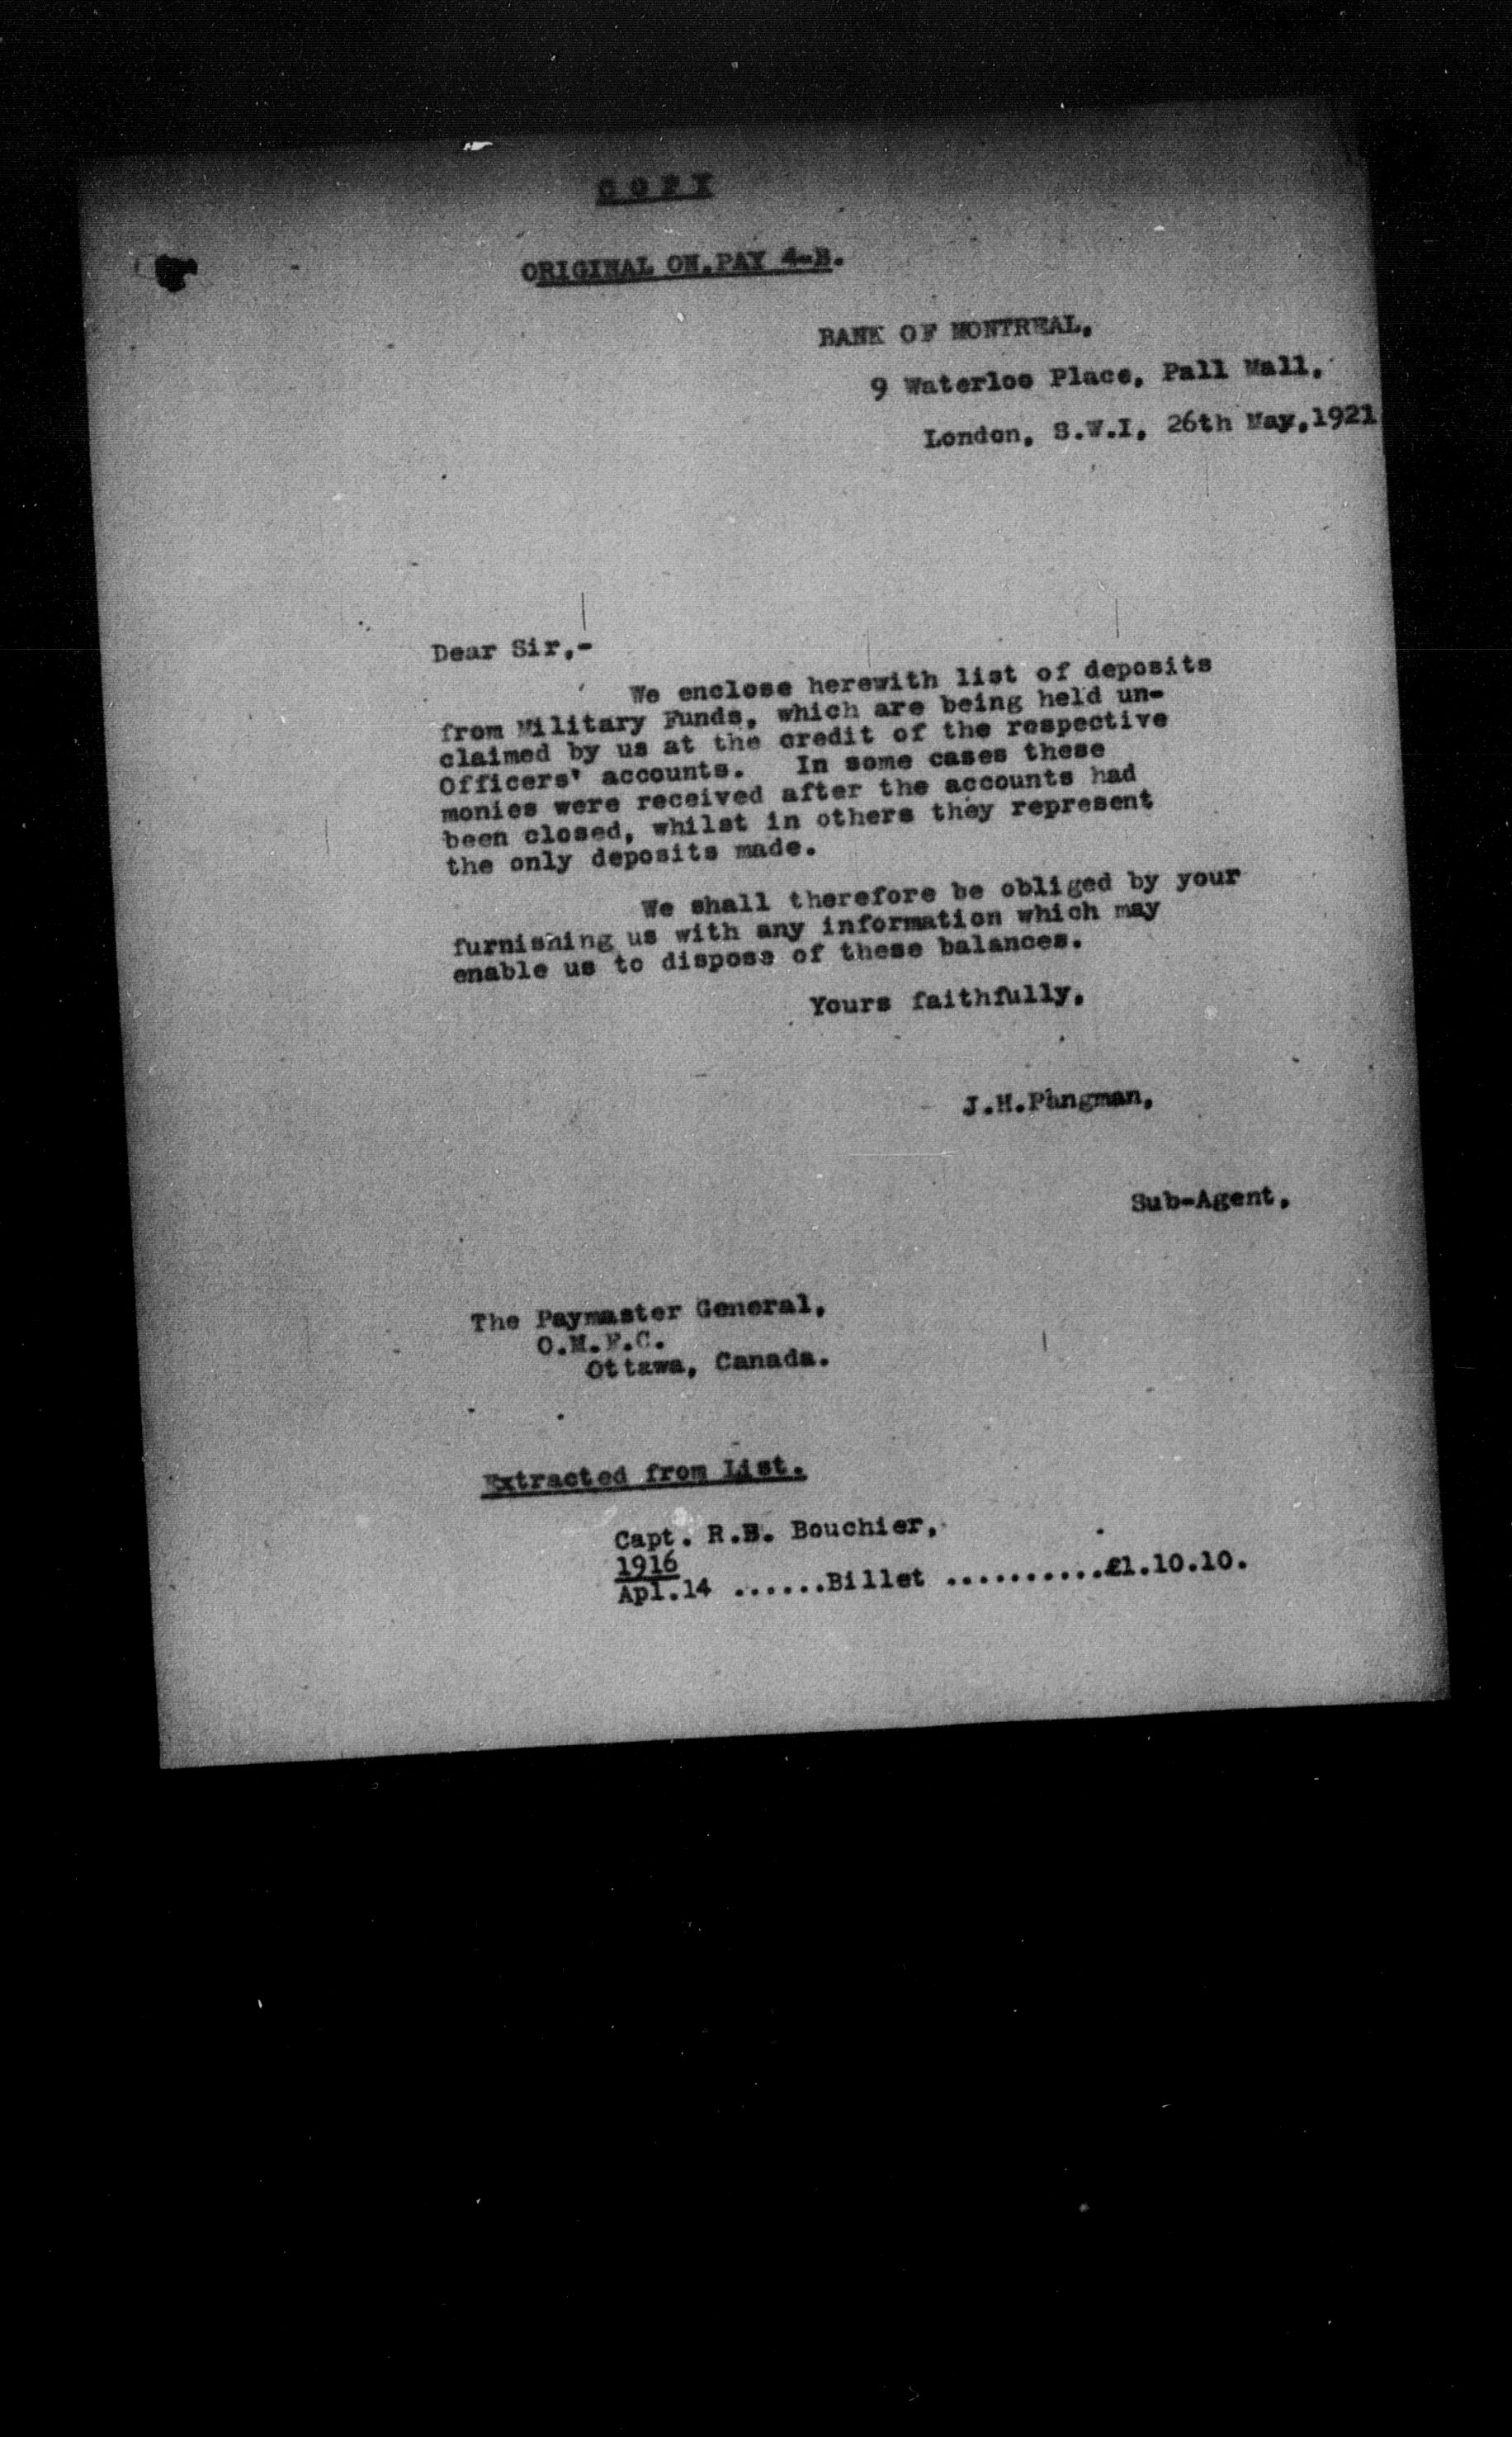 COPY
ORIGINAL ON.PAY 4-B.
BANK OF MONTREAL,
9 Waterloo Place, Pall Mall,
London, S.W.I, 26th May,1921
Dear Sir,-
We enclose herewith list of deposits
from Military Funds, which are being held un-
claimed by us at the credit of the respective
Officers' accounts. In some cases these
monies were received after the accounts had
been closed, whilst in others they represent
the only deposits made.
We shall therefore be obliged by your
furnishing us with any information which may
enable us to dispose of these balances.
Yours faithfully,
J.H.Pangman,
Sub-Agent.
The Paymaster General,
O.M.F.C.
Ottawa, Canada.
Extracted from List.
Capt. R.B. Bouchier,
1916
Apl.14 ......Billet ..........£1.10.10.